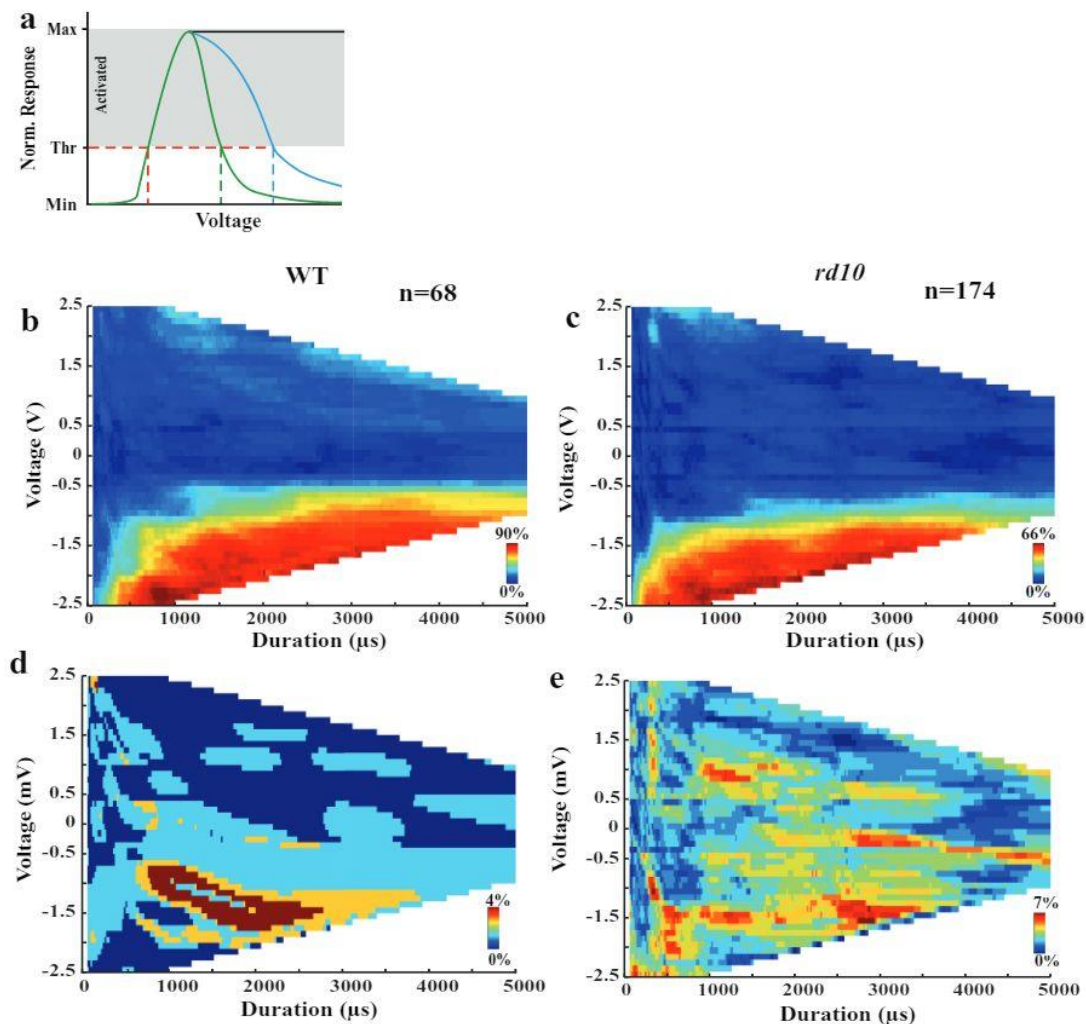 a
Max
Activated
Norm. Response
Thr
Min
Voltage
WT
n=68
rd10
n=174
b
2.5
1.5
0.5
0
-0.5
-1.5
-2.5
Voltage (V)
90%
0%
1000 2000 3000 4000 5000
Duration (μs)
c
2.5
1.5
0.5
0
-0.5
-1.5
-2.5
Voltage (V)
66%
0%
0 1000 2000 3000 4000 5000
Duration (μs)
d
2.5
1.5
0.5
0
-0.5
-1.5
-2.5
Voltage (mV)
4%
0%
0 1000 2000 3000 4000 5000
Duration (μs)
e
2.5
1.5
0.5
0
-0.5
-1.5
-2.5
Voltage (mV)
7%
0%
0 1000 2000 3000 4000 5000
Duration (μs)